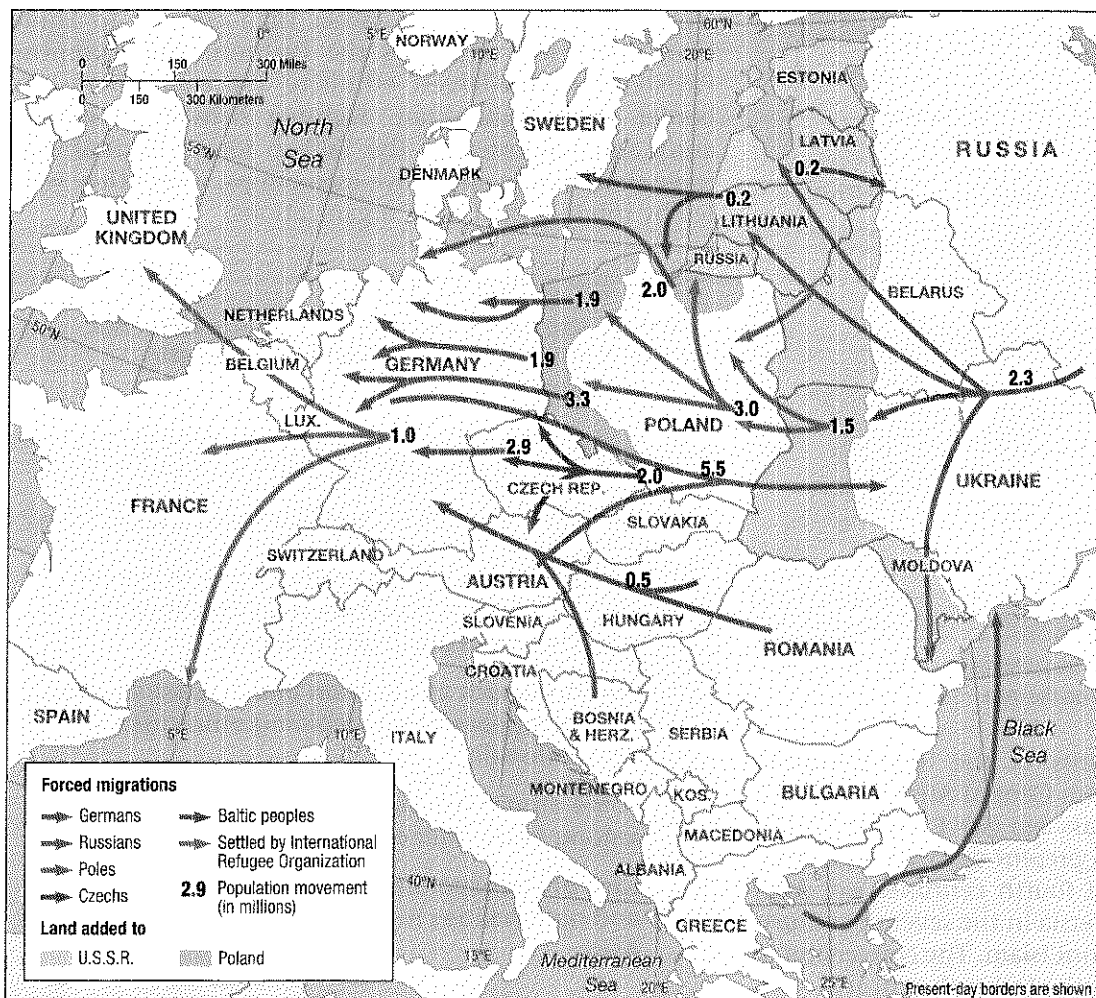 0°
5°E
NORWAY
10°E
60°N
20°E
0 150 300 Miles
0 150 300 Kilometers
ESTONIA
North
Sea
SWEDEN
LATVIA
RUSSIA
55°N
DENMARK
0.2
0.2
LITHUANIA
UNITED
KINGDOM
RUSSIA
2.0
BELARUS
1.9
NETHERLANDS
50°N
BELGIUM
GERMANY
1.9
2.3
3.3
3.0
LUX.
POLAND
1.5
1.0
2.9
5.5
2.0
CZECH REP.
UKRAINE
FRANCE
SLOVAKIA
SWITZERLAND
MOLDOVA
AUSTRIA
0.5
SLOVENIA
HUNGARY
ROMANIA
CROATIA
SPAIN
5°E
10°E
ITALY
BOSNIA
& HERZ.
SERBIA
Black
Sea
MONTENEGRO
KOS.
BULGARIA
MACEDONIA
ALBANIA
40°N
GREECE
15°E
Mediterranean
Sea
20°E
25°E
Forced migrations
Germans
Russians
Poles
Czechs
Baltic peoples
Settled by International
Refugee Organization
2.9 Population movement
(in millions)
Land added to
U.S.S.R.
Poland
Present-day borders are shown